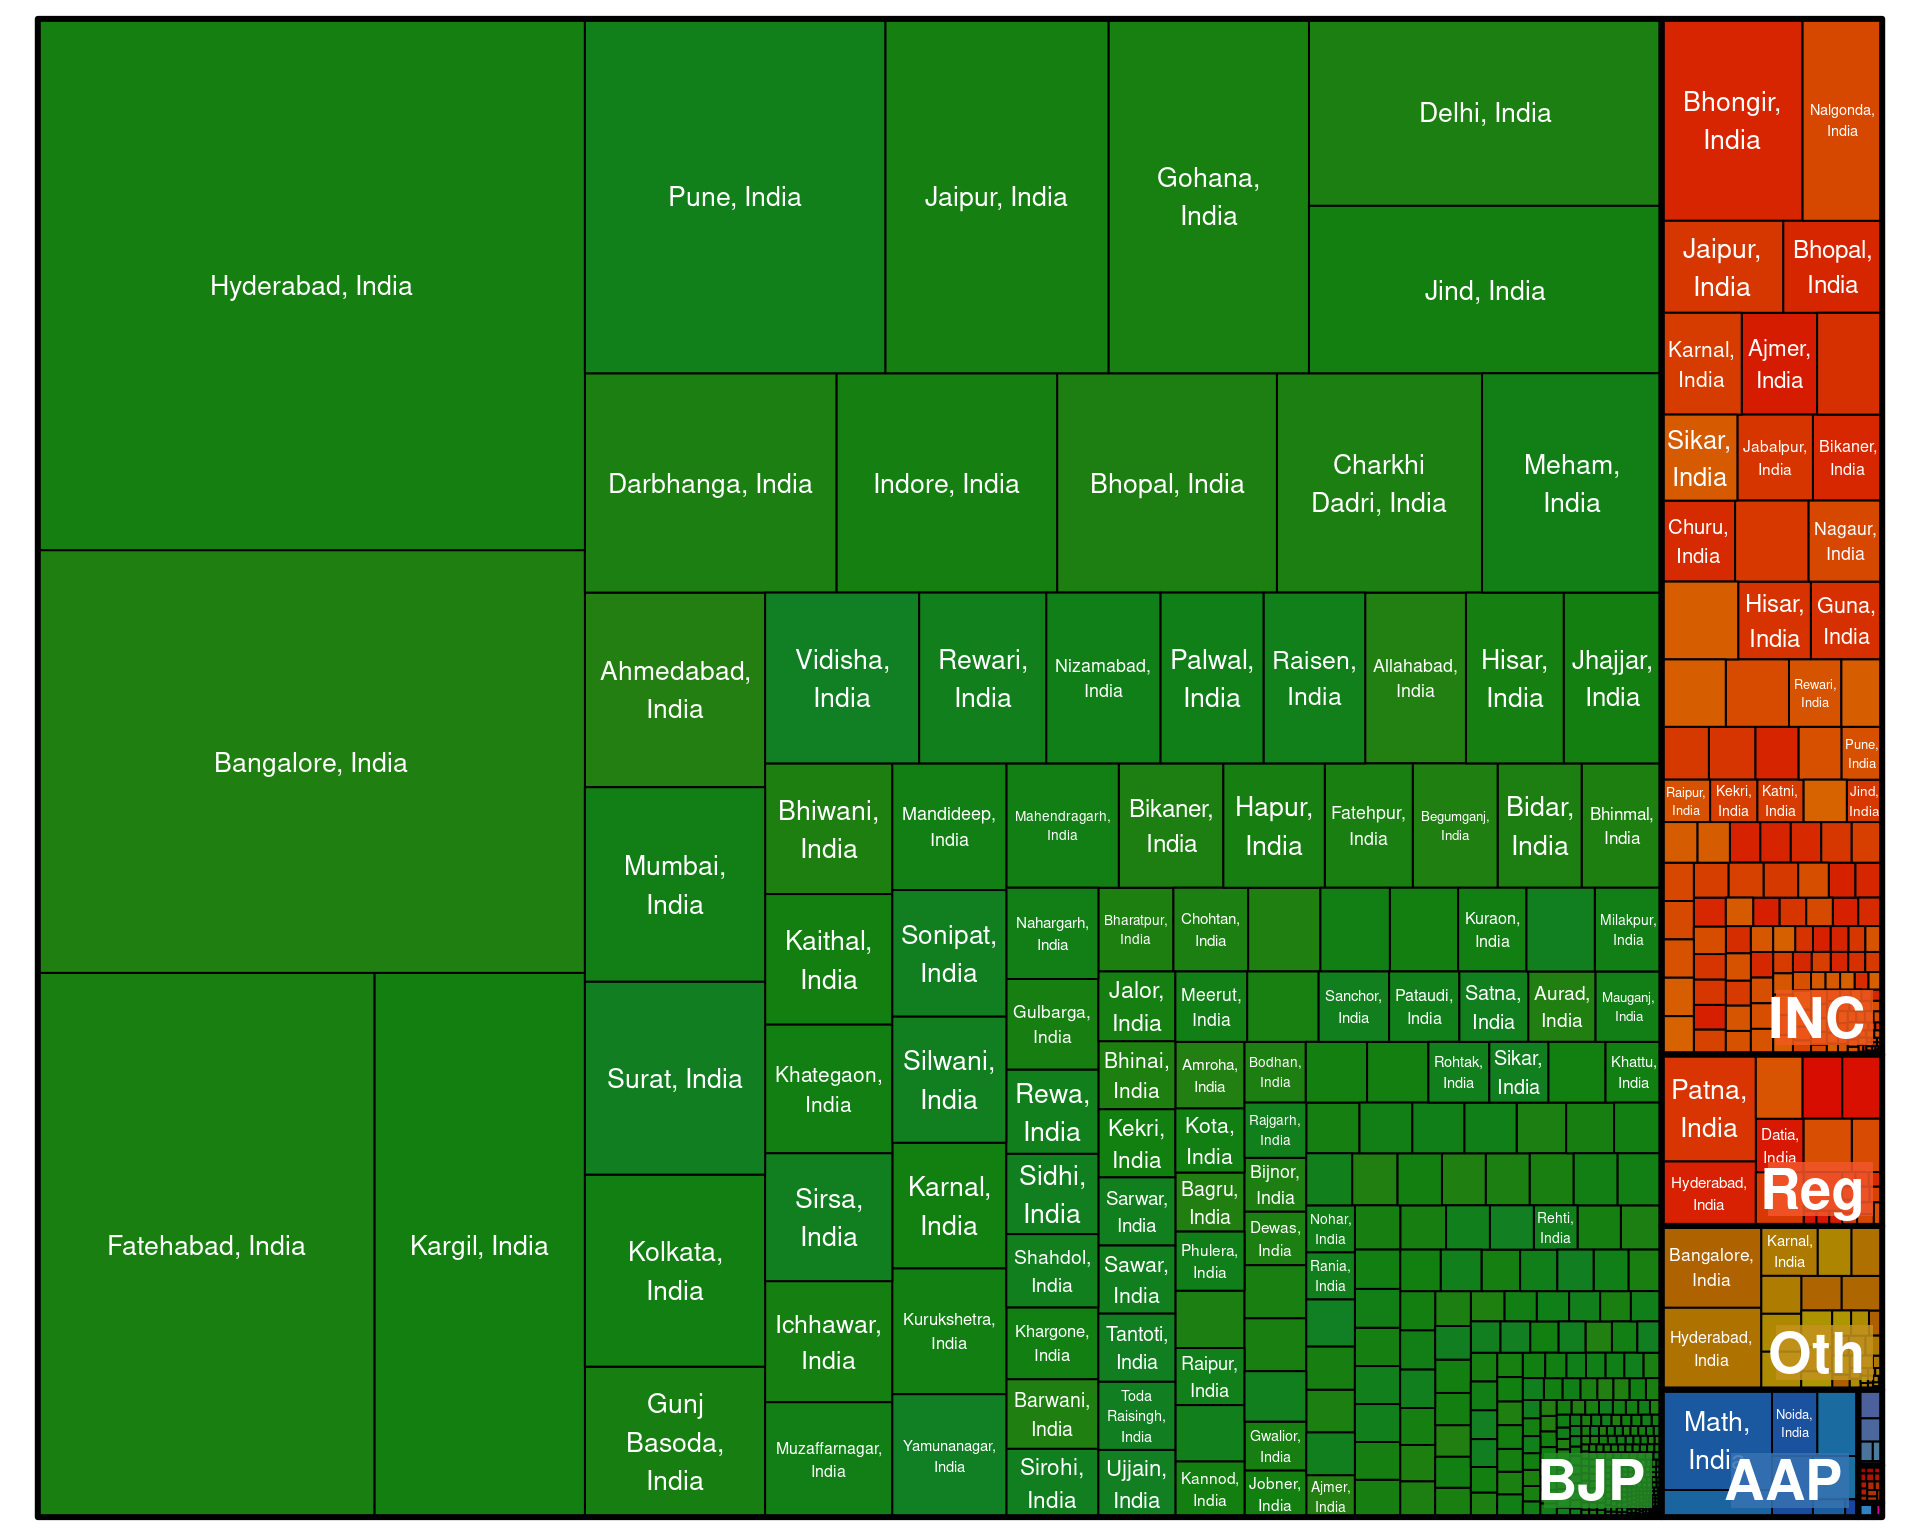 Hyderabad, India
Bangalore, India
Fatehabad, India
Kargil, India
Pune, India
Jaipur, India
Gohana,
India
Delhi, India
Jind, India
Darbhanga, India
Indore, India
Bhopal, India
Charkhi
Dadri, India
Meham,
India
Ahmedabad,
India
Mumbai,
India
Surat, India
Kolkata,
India
Gunj
Basoda,
India
Vidisha,
India
Rewari,
India
Nizamabad,
India
Palwal,
India
Raisen,
India
Allahabad,
India
Hisar,
India
Jhajjar,
India
Bhiwani,
India
Kaithal,
India
Khategaon,
India
Sirsa,
India
Ichhawar,
India
Muzaffarnagar,
India
Mandideep,
India
Sonipat,
India
Silwani,
India
Karnal,
India
Kurukshetra,
India
Yamunanagar,
India
Mahendragarh,
India
Bikaner,
India
Hapur,
India
Fatehpur,
India
Begumganj,
India
Bidar,
India
Bhinmal,
India
Nahargarh,
India
Gulbarga,
India
Rewa,
India
Sidhi,
India
Shahdol,
India
Khargone,
India
Barwani,
India
Sirohi,
India
Bharatpur,
India
Chohtan,
India
Kuraon,
India
Milakpur,
India
Jalor,
India
Bhinai,
India
Kekri,
India
Sarwar,
India
Sawar,
India
Tantoti,
India
Toda
Raisingh,
India
Ujjain,
India
Meerut,
India
Sanchor,
India
Pataudi,
India
Satna,
India
Aurad,
India
Mauganj,
India
Amroha,
India
Kota,
India
Bagru,
India
Phulera,
India
Raipur,
India
Kannod,
India
Bodhan,
India
Rajgarh,
India
Bijnor,
India
Dewas,
India
Gwalior,
India
Jobner,
India
Rohtak,
India
Sikar,
India
Khattu,
India
Nohar,
India
Rania,
India
Ajmer,
India
Rehti,
India
BJP
Bhongir,
India
Nalgonda,
India
Jaipur,
India
Bhopal,
India
Karnal,
India
Ajmer,
India
Sikar,
India
Jabalpur,
India
Bikaner,
India
Churu,
India
Nagaur,
India
Hisar,
India
Guna,
India
Rewari,
India
Pune,
India
Raipur,
India
Kekri,
India
Katni,
India
Jind,
India
INC
Patna,
India
Datia,
India
Hyderabad,
India
Reg
Bangalore,
India
Karnal,
India
Hyderabad,
India
Oth
Math,
India
Noida,
India
AAP